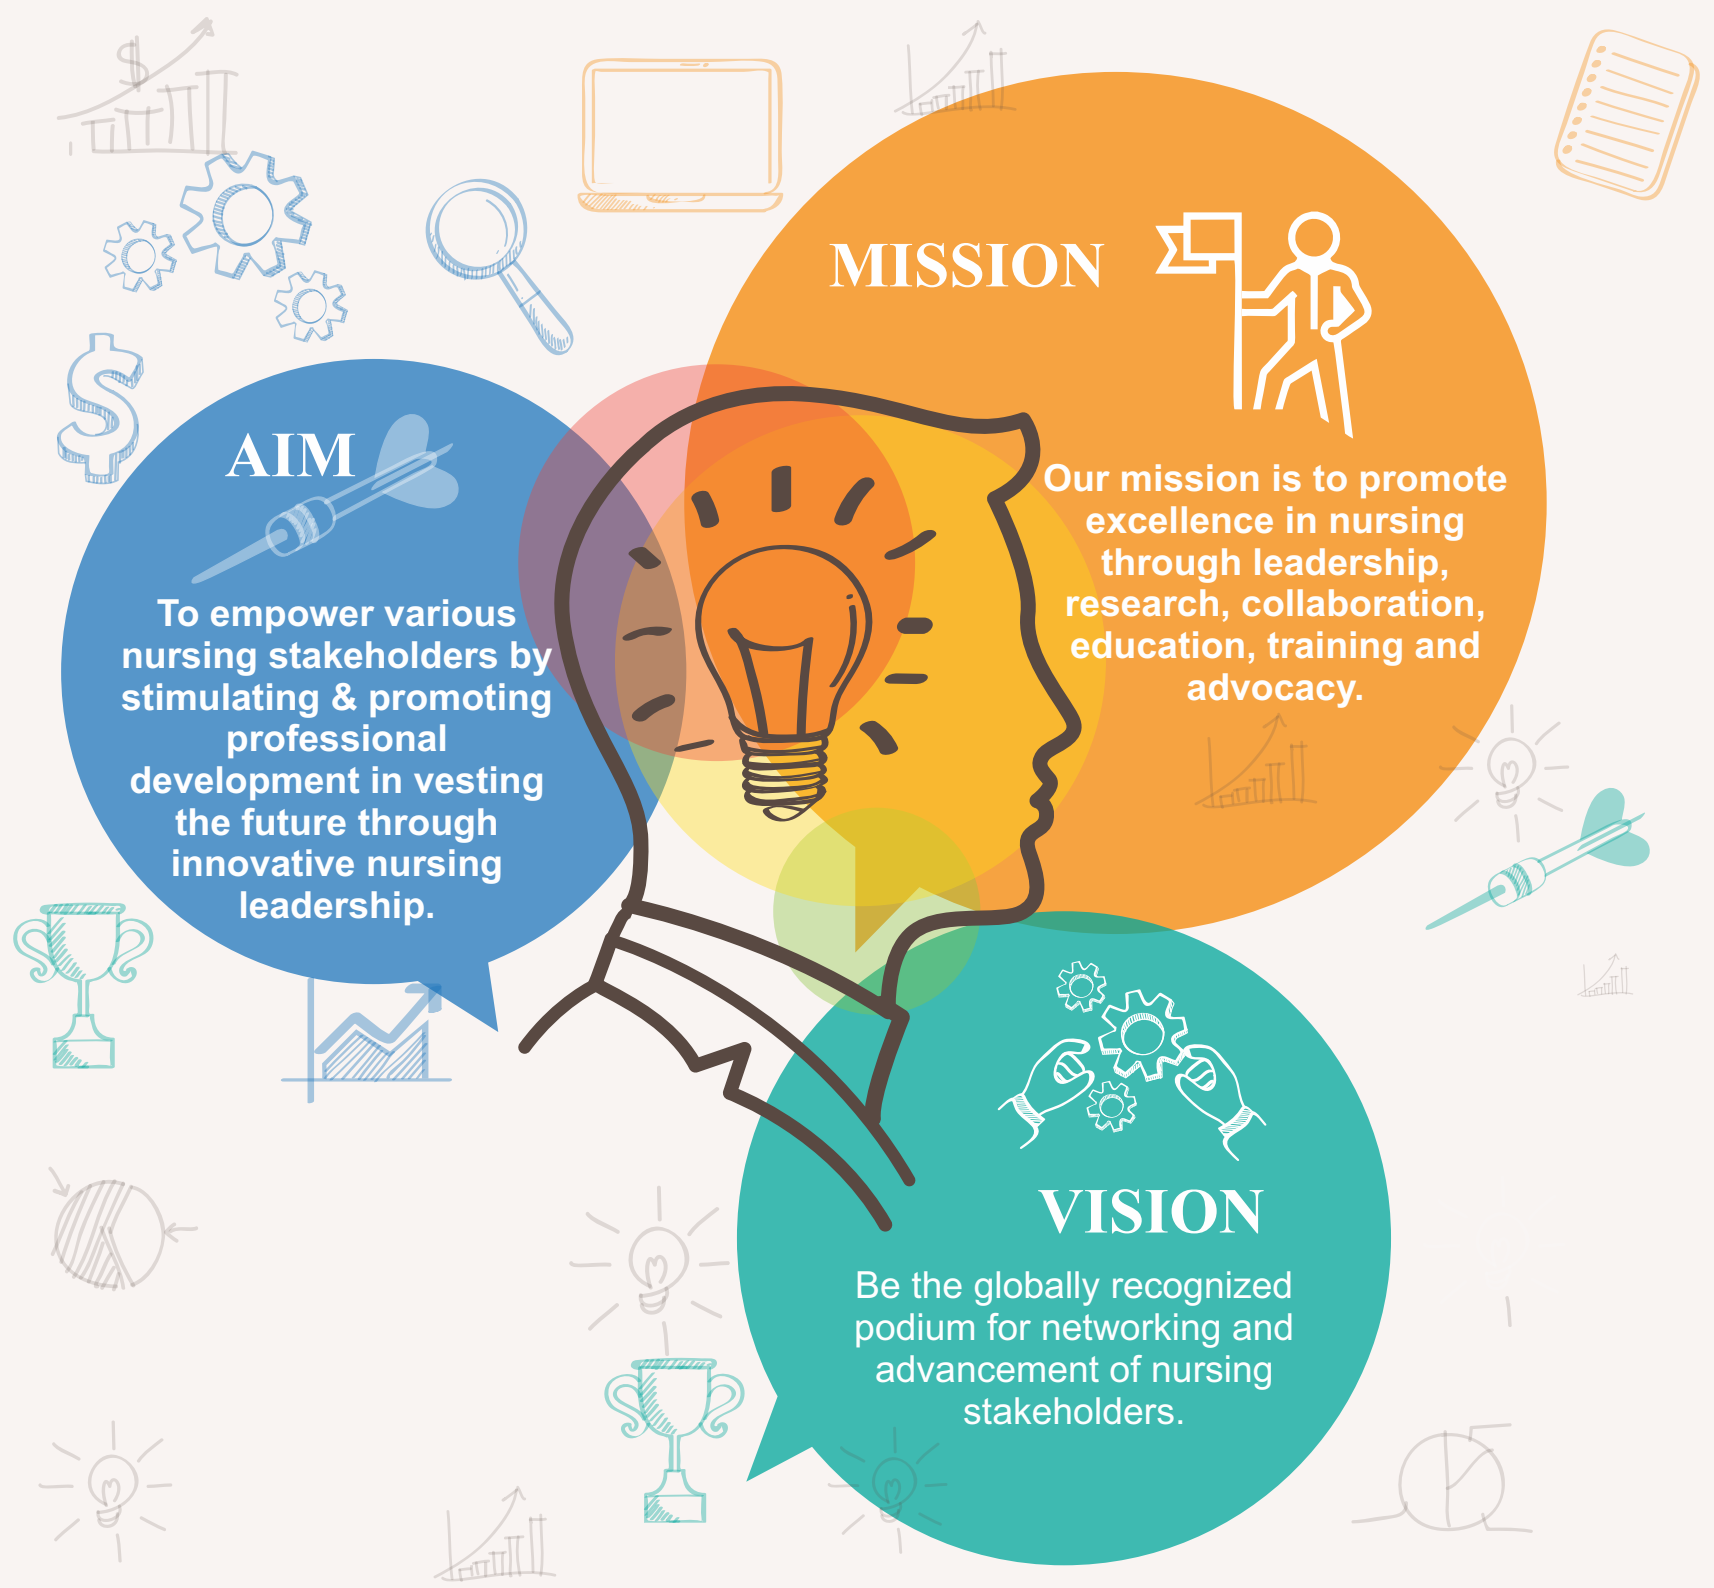 MISSION
Our mission is to promote
excellence in nursing
through leadership,
research, collaboration,
education, training and
advocacy.
AIM
To empower various
nursing stakeholders by
stimulating & promoting
professional
development in vesting
the future through
innovative nursing
leadership.
VISION
Be the globally recognized
podium for networking and
advancement of nursing
stakeholders.